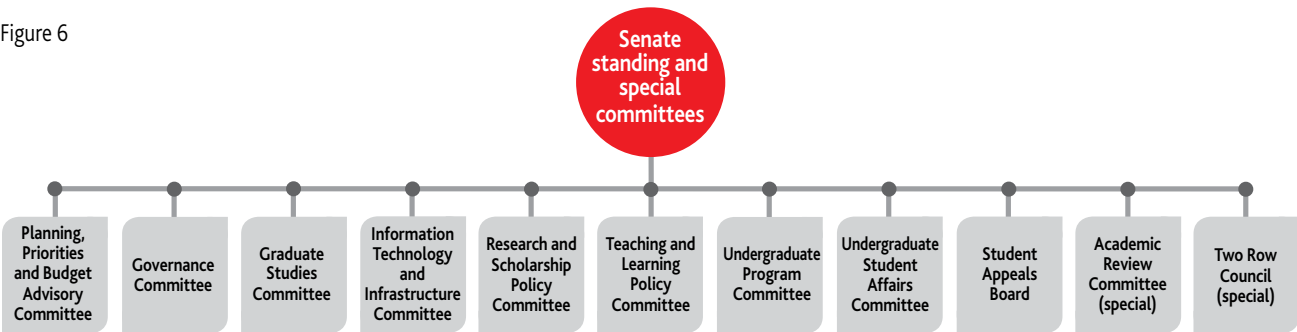 Figure 6
Senate
standing and
special
committees
Planning,
Priorities
and Budget
Advisory
Committee
Governance
Committee
Graduate
Studies
Committee
Information
Technology
and
Infrastructure
Committee
Research and
Scholarship
Policy
Committee
Teaching and
Learning
Policy
Committee
Undergraduate
Program
Committee
Undergraduate
Student
Affairs
Committee
Student
Appeals
Board
Academic
Review
Committee
(special)
Two Row
Council
(special)